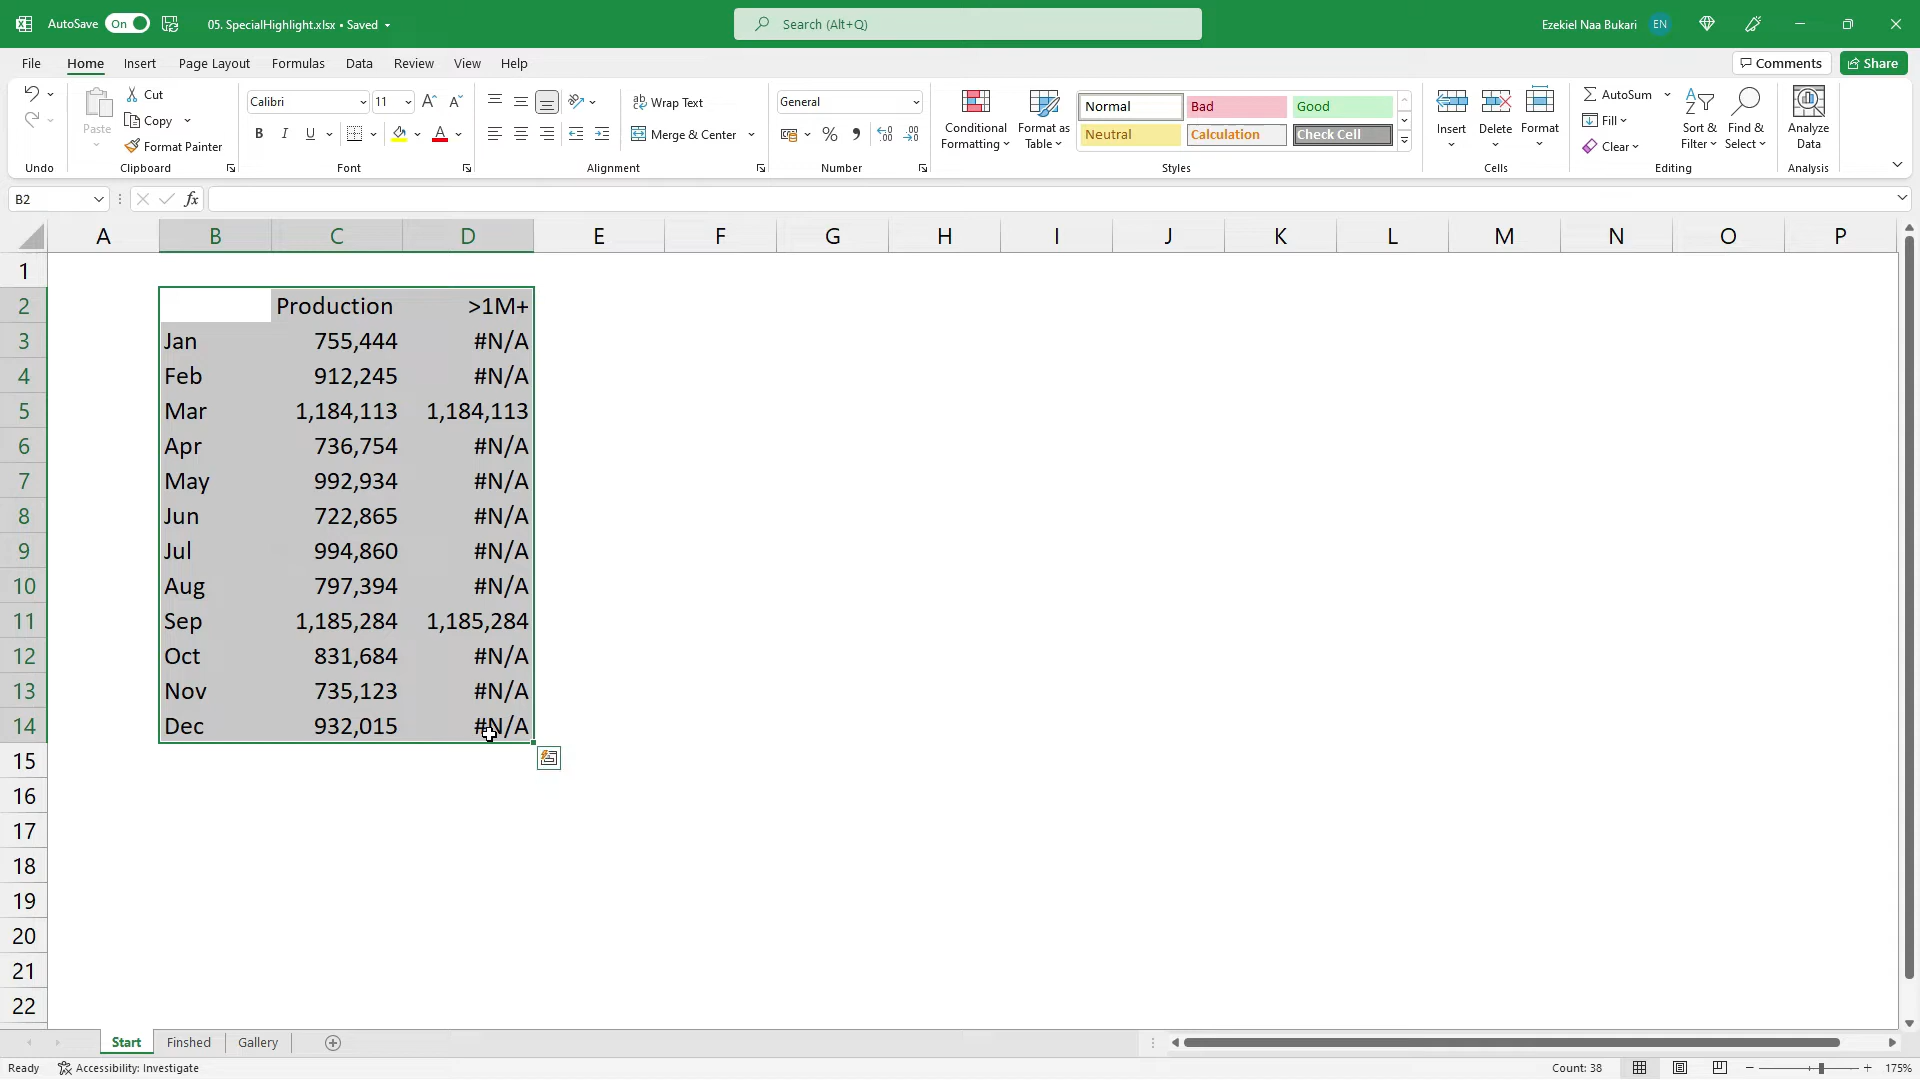 AutoSave On 05. SpecialHighlight.xlsx • Saved Search (Alt+Q) Ezekiel Naa Bukari EN
File Home Insert Page Layout Formulas Data Review View Help Comments Share
Undo
Paste Cut Copy Format Painter
Clipboard
Calibri 11 A A
B I U A
Font
ab Wrap Text
Merge & Center
Alignment
General
% 9
Number
Conditional Formatting
Format as Table
Normal Bad Good
Neutral Calculation Check Cell
Styles
Insert Delete Format
Cells
AutoSum
Fill
Clear
Sort & Filter
Find & Select
Editing
Analyze Data
Analysis
B2 fx
A B C D E F G H I J K L M N O P
1
2 Production >1M+
3 Jan 755,444 #N/A
4 Feb 912,245 #N/A
5 Mar 1,184,113 1,184,113
6 Apr 736,754 #N/A
7 May 992,934 #N/A
8 Jun 722,865 #N/A
9 Jul 994,860 #N/A
10 Aug 797,394 #N/A
11 Sep 1,185,284 1,185,284
12 Oct 831,684 #N/A
13 Nov 735,123 #N/A
14 Dec 932,015 #N/A
15
16
17
18
19
20
21
22
Start Finshed Gallery
Ready Accessibility: Investigate Count: 38 175%